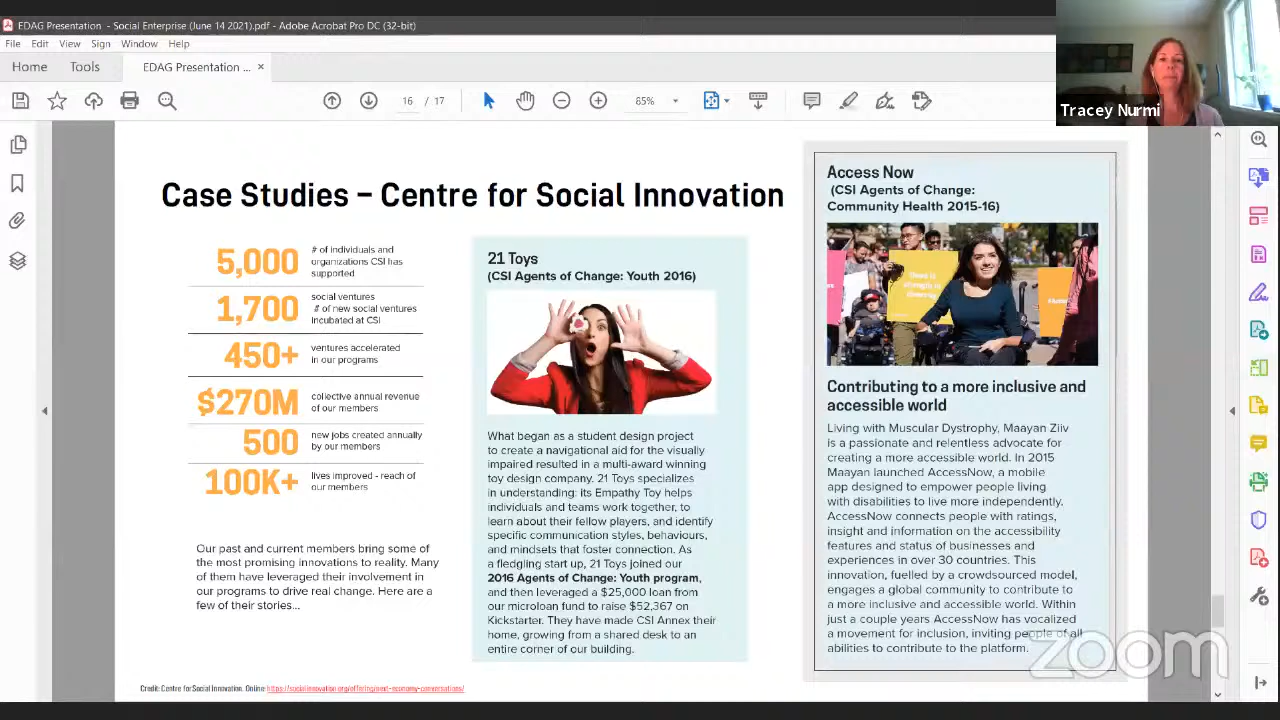 EDAG Presentation - Social Enterprise (June 14 2021).pdf - Adobe Acrobat Pro DC (32-bit)
File Edit View Sign Window Help
Home Tools EDAG Presentation ... ×
16 / 17 85%
Tracey Nurmi
Case Studies – Centre for Social Innovation
5,000
# of individuals and
organizations CSI has
supported
1,700
social ventures
# of new social ventures
incubated at CSi
450+
ventures accelerated
in our programs
$270M
collective annual revenue
of our members
500
new jobs created annually
by our members
100K+
lives improved - reach of
our members
Our past and current members bring some of
the most promising innovations to reality. Many
of them have leveraged their involvement in
our programs to drive real change. Here are a
few of their stories...
21 Toys
(CSI Agents of Change: Youth 2016)
What began as a student design project
to create a navigational aid for the visually
impaired resulted in a multi-award winning
toy design company. 21 Toys specializes
in understanding: its Empathy Toy helps
individuals and teams work together, to
learn about their fellow players, and identify
specific communication styles, behaviours,
and mindsets that foster connection. As
a fledgling start up, 21 Toys joined our
2016 Agents of Change: Youth program,
and then leveraged a $25,000 loan from
our microloan fund to raise $52,367 on
Kickstarter. They have made CSI Annex their
home, growing from a shared desk to an
entire corner of our building.
Access Now
(CSI Agents of Change:
Community Health 2015-16)
Contributing to a more inclusive and
accessible world
Living with Muscular Dystrophy, Maayan Ziiv
is a passionate and relentless advocate for
creating a more accessible world. In 2015
Maayan launched AccessNow, a mobile
app designed to empower people living
with disabilities to live more independently.
AccessNow connects people with ratings,
insight and information on the accessibility
features and status of businesses and
experiences in over 30 countries. This
innovation, fuelled by a crowdsourced model,
engages a global community to contribute to
a more inclusive and accessible world. Within
just a couple years AccessNow has vocalized
a movement for inclusion, inviting people of all
abilities to contribute to the platform.
zoom
Credit: Centre for Social Innovation. Online: https://socialinnovation.org/offering/next-economy-conversations/